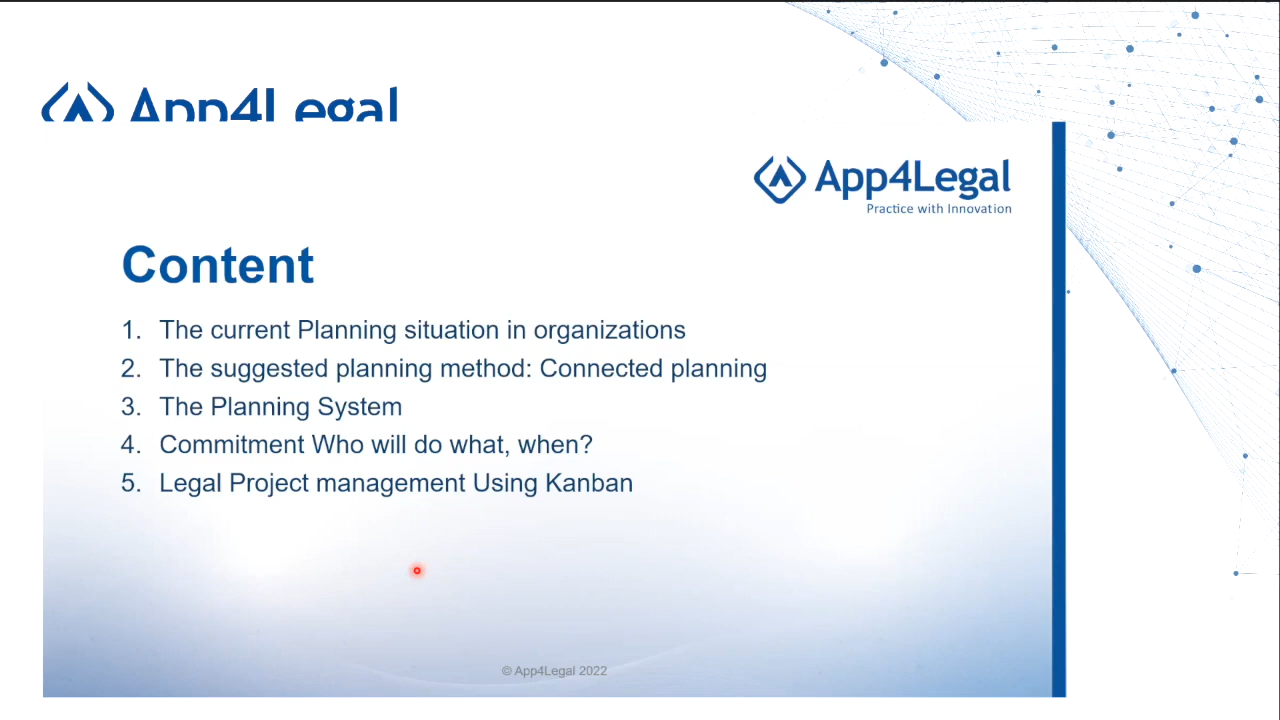 App4Legal
App4Legal
Practice with Innovation
Content
1. The current Planning situation in organizations
2. The suggested planning method: Connected planning
3. The Planning System
4. Commitment Who will do what, when?
5. Legal Project management Using Kanban
© App4Legal 2022